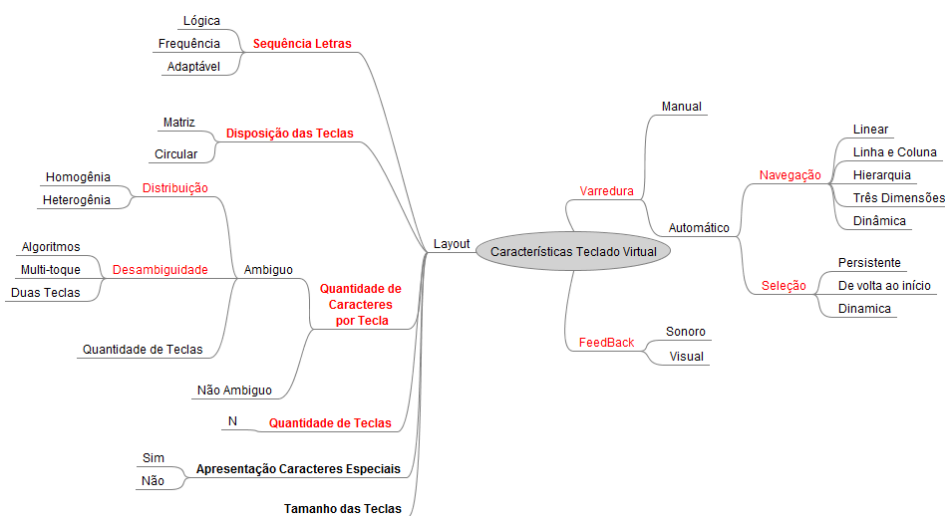 Características Teclado Virtual
Layout
Sequência Letras
Lógica
Frequência
Adaptável
Disposição das Teclas
Matriz
Circular
Quantidade de
Caracteres
por Tecla
Ambiguo
Distribuição
Homogênia
Heterogênia
Desambiguidade
Algoritmos
Multi-toque
Duas Teclas
Quantidade de Teclas
Não Ambiguo
Quantidade de Teclas
N
Apresentação Caracteres Especiais
Sim
Não
Tamanho das Teclas
Varredura
Manual
Automático
Navegação
Linear
Linha e Coluna
Hierarquia
Três Dimensões
Dinâmica
Seleção
Persistente
De volta ao início
Dinamica
FeedBack
Sonoro
Visual